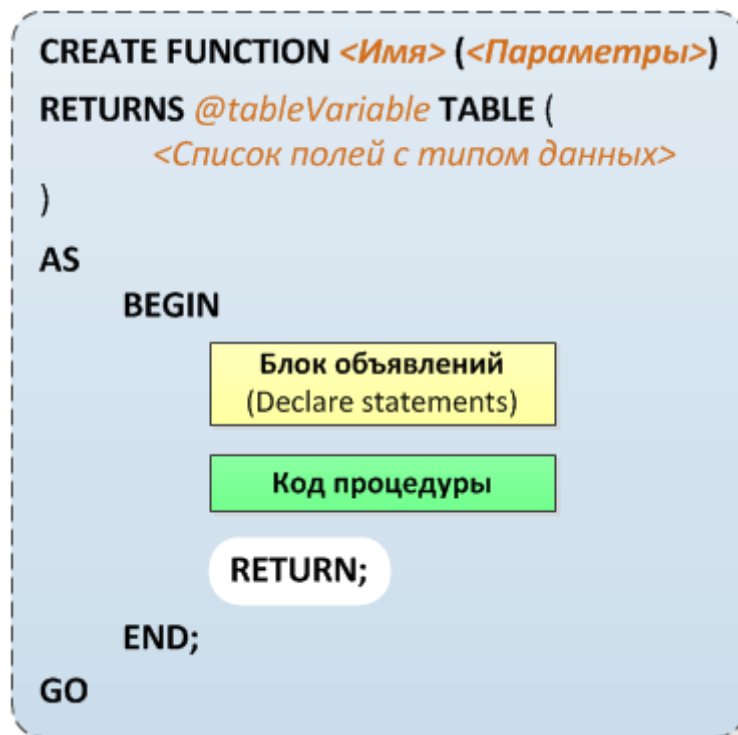 CREATE FUNCTION <Имя> (<Параметры>)
RETURNS @tableVariable TABLE (
<Список полей с типом данных>
)
AS
BEGIN
Блок объявлений
(Declare statements)
Код процедуры
RETURN;
END;
GO